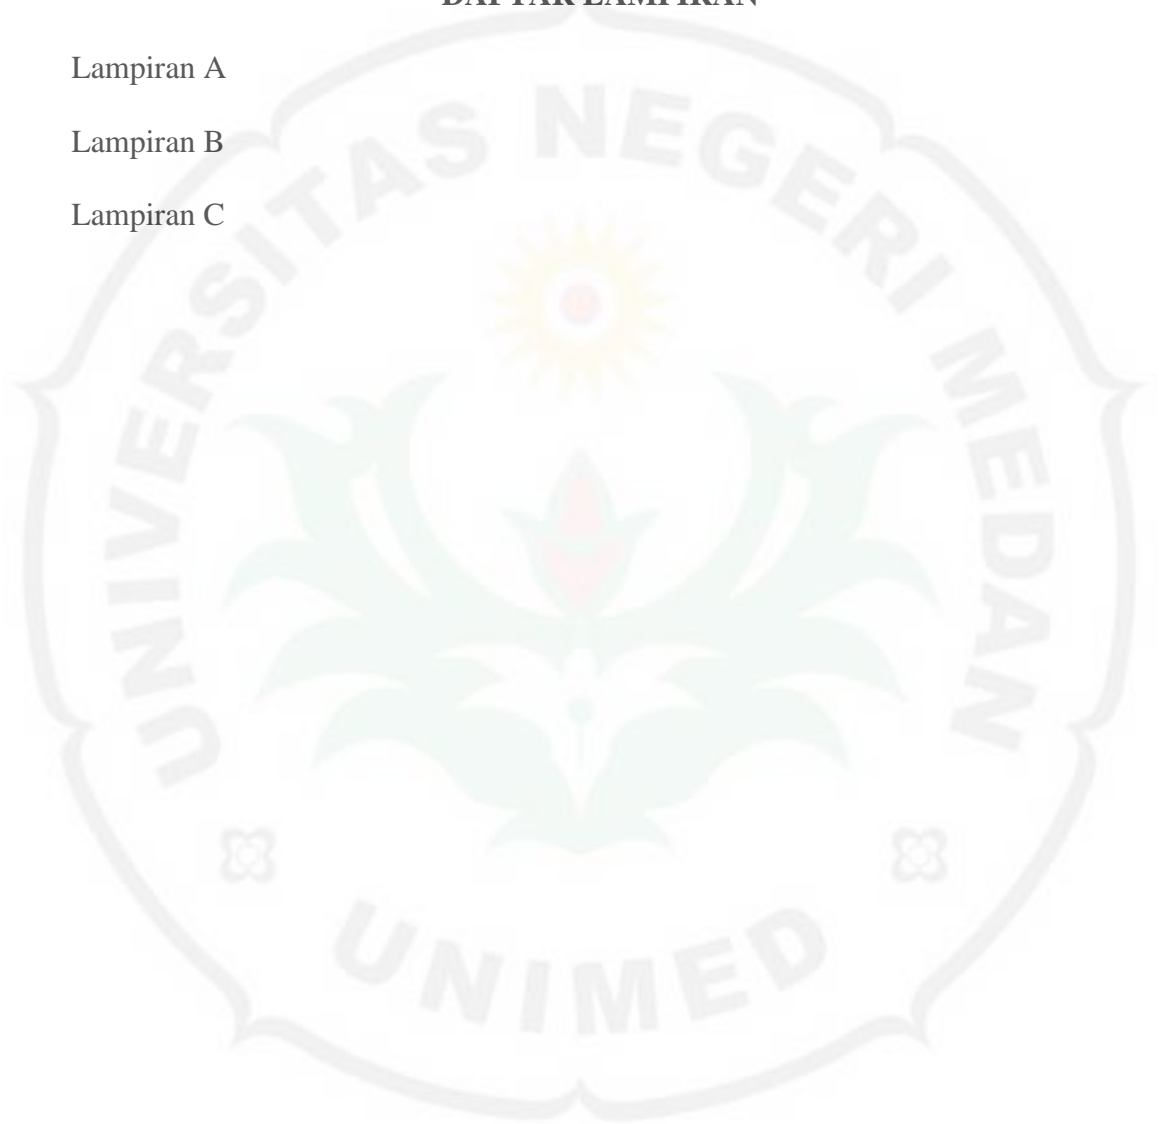 DAFTAR LAMPIRAN
Lampiran A
Lampiran B
Lampiran C
UNIVERSITAS NEGERI MEDAN
UNIMED